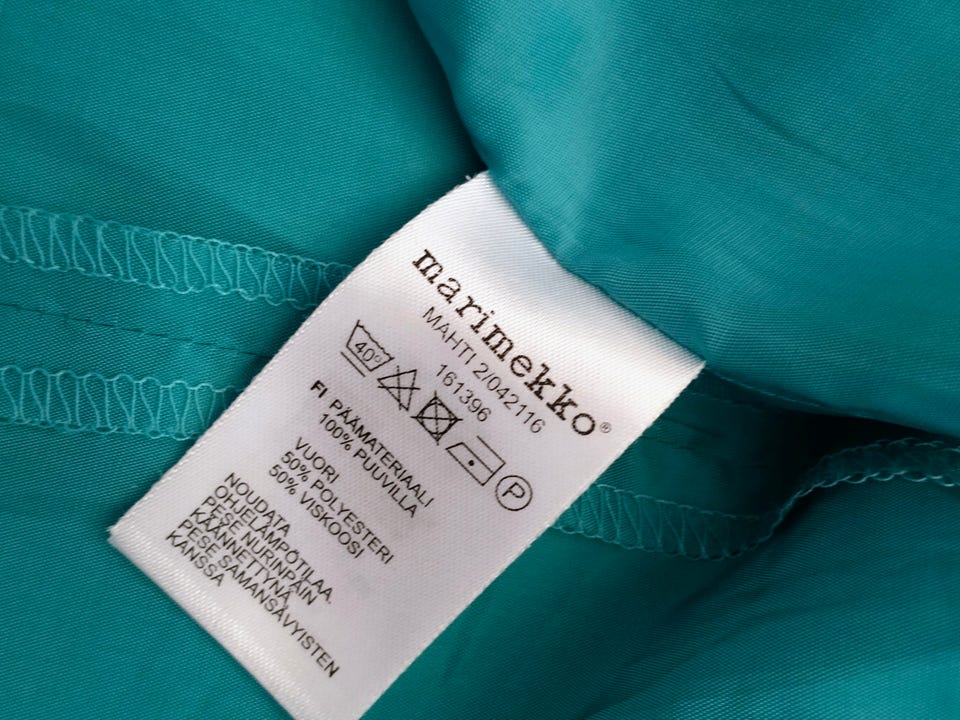 marimekko®
MAHTI 2/042116
161396
40°
P
FI PÄÄMATERIAALI
100% PUUVILLA
VUORI
50% POLYESTERI
50% VISKOOSI
NOUDATA
OHJELÄMPÖTILAA.
PESE NURINPÄIN
KÄÄNNETTYNÄ,
PESE SAMANSÄVYISTEN
KANSSA